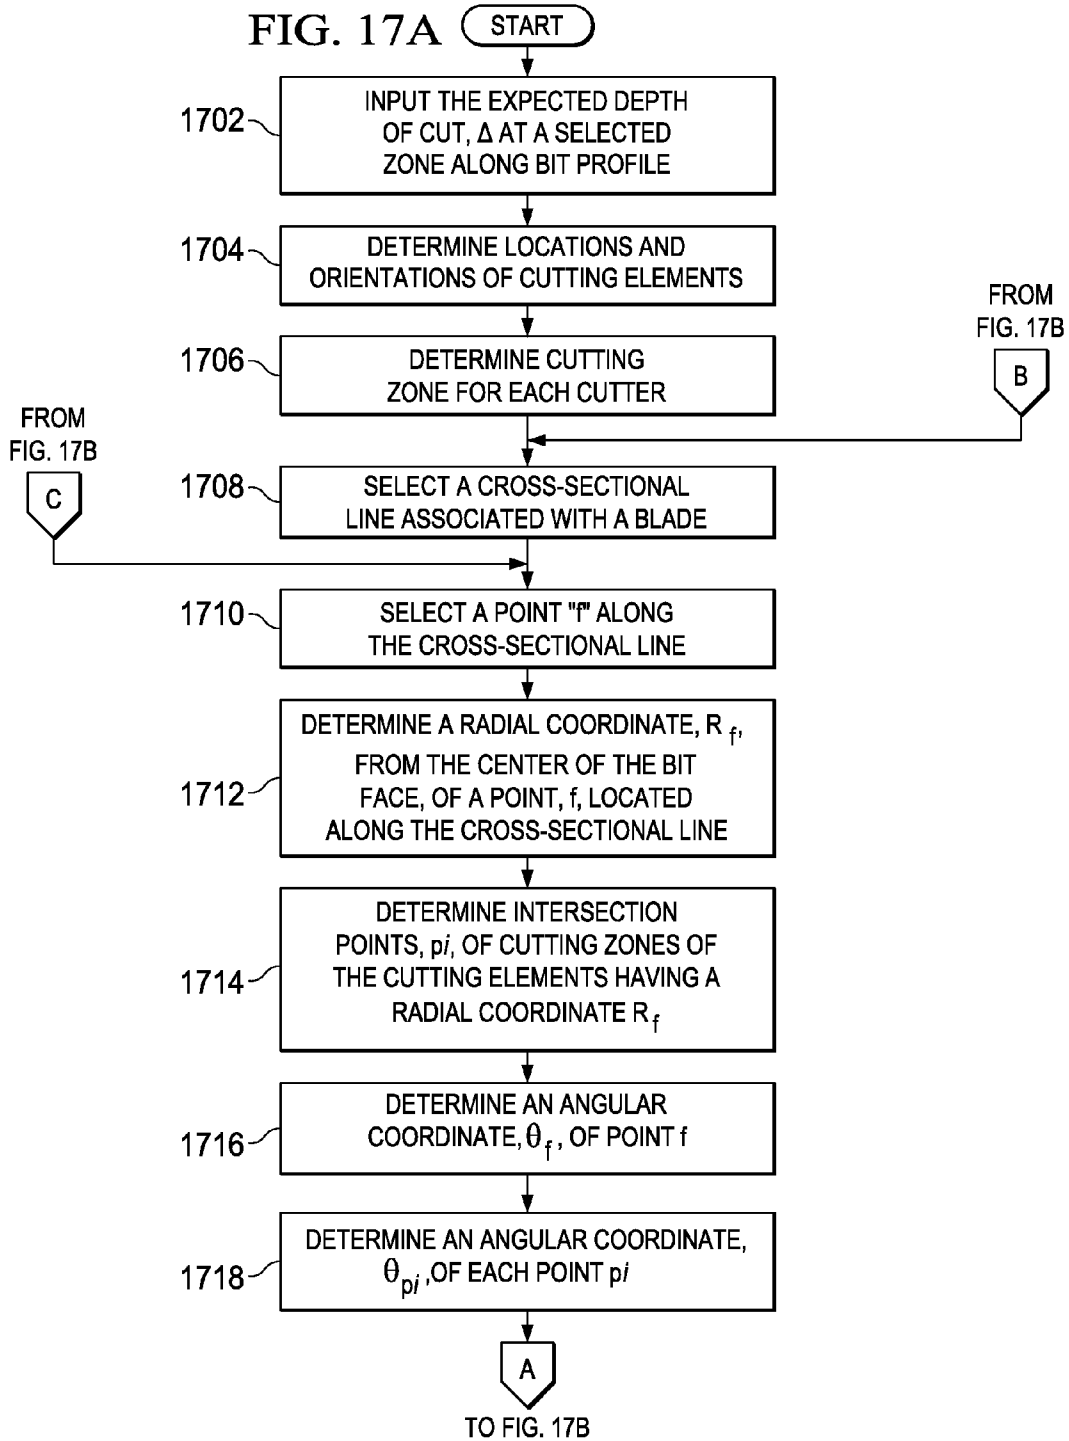 FIG. 17A
START
1702
INPUT THE EXPECTED DEPTH
OF CUT, Δ AT A SELECTED
ZONE ALONG BIT PROFILE
1704
DETERMINE LOCATIONS AND
ORIENTATIONS OF CUTTING ELEMENTS
1706
DETERMINE CUTTING
ZONE FOR EACH CUTTER
FROM
FIG. 17B
B
FROM
FIG. 17B
C
1708
SELECT A CROSS-SECTIONAL
LINE ASSOCIATED WITH A BLADE
1710
SELECT A POINT "f" ALONG
THE CROSS-SECTIONAL LINE
1712
DETERMINE A RADIAL COORDINATE, R f,
FROM THE CENTER OF THE BIT
FACE, OF A POINT, f, LOCATED
ALONG THE CROSS-SECTIONAL LINE
1714
DETERMINE INTERSECTION
POINTS, pi, OF CUTTING ZONES OF
THE CUTTING ELEMENTS HAVING A
RADIAL COORDINATE R f
1716
DETERMINE AN ANGULAR
COORDINATE, θf, OF POINT f
1718
DETERMINE AN ANGULAR COORDINATE,
θpi, OF EACH POINT pi
A
TO FIG. 17B